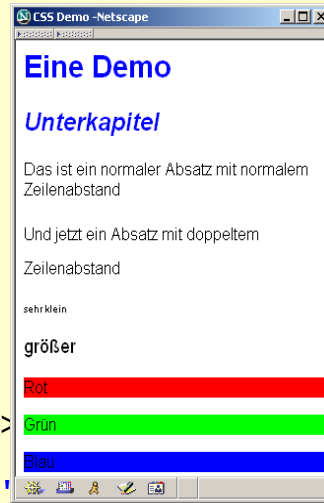 CSS Demo -Netscape
Eine Demo
Unterkapitel
Das ist ein normaler Absatz mit normalem
Zeilenabstand
Und jetzt ein Absatz mit doppeltem
Zeilenabstand
sehr klein
größer
Rot
>
Grün
Blau
"